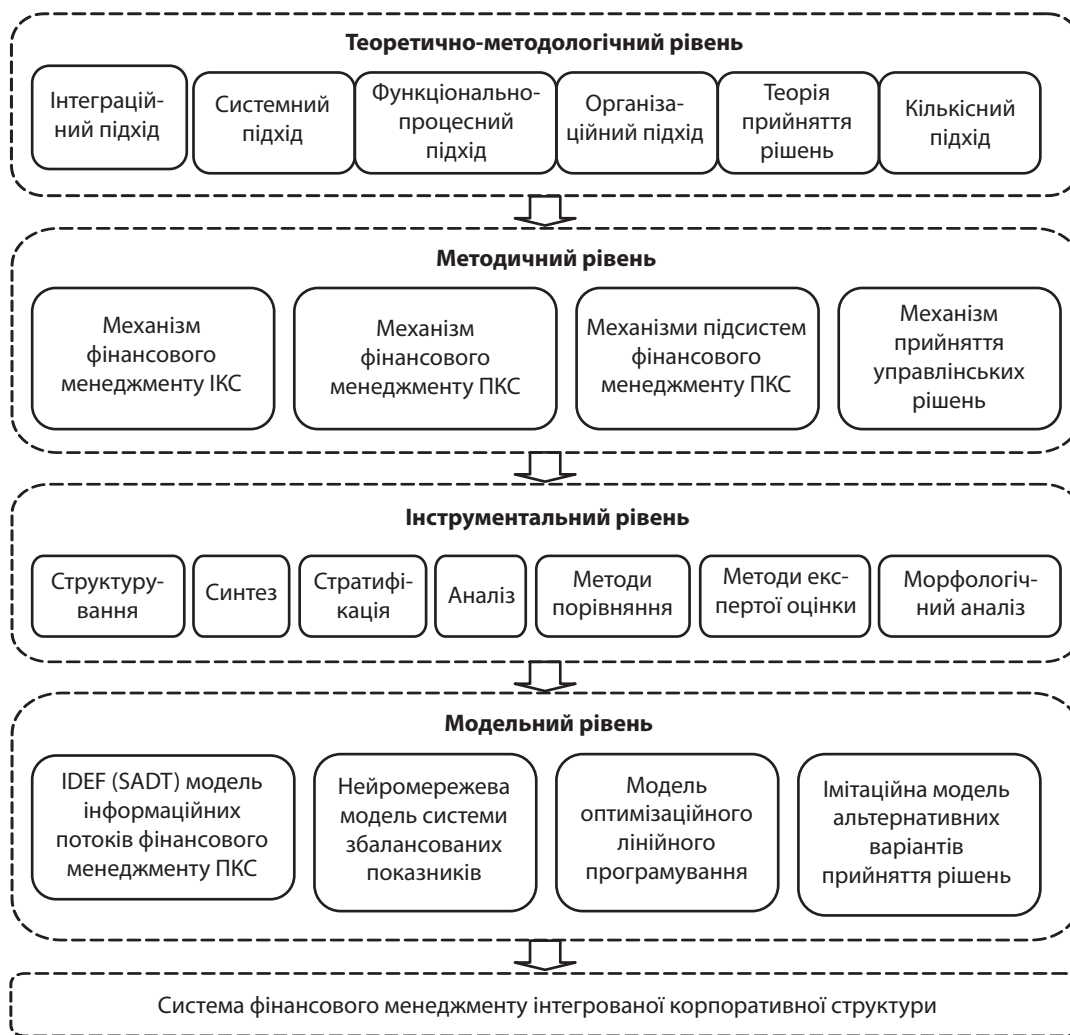 Теоретично-методологічний рівень
Інтеграцій-
ний підхід
Системний
підхід
Функціонально-
процесний
підхід
Організа-
ційний підхід
Теорія
прийняття
рішень
Кількісний
підхід
Методичний рівень
Механізм
фінансового
менеджменту ІКС
Механізм
фінансового
менеджменту ПКС
Механізми підсистем
фінансового
менеджменту ПКС
Механізм
прийняття
управлінських
рішень
Інструментальний рівень
Структуру-
вання
Синтез
Стратифі-
кація
Аналіз
Методи
порівняння
Методи екс-
пертої оцінки
Морфологіч-
ний аналіз
Модельний рівень
IDEF (SADT) модель
інформаційних
потоків фінансового
менеджменту ПКС
Нейромережева
модель системи
збалансованих
показників
Модель
оптимізаційного
лінійного
програмування
Імітаційна модель
альтернативних
варіантів
прийняття рішень
Система фінансового менеджменту інтегрованої корпоративної структури